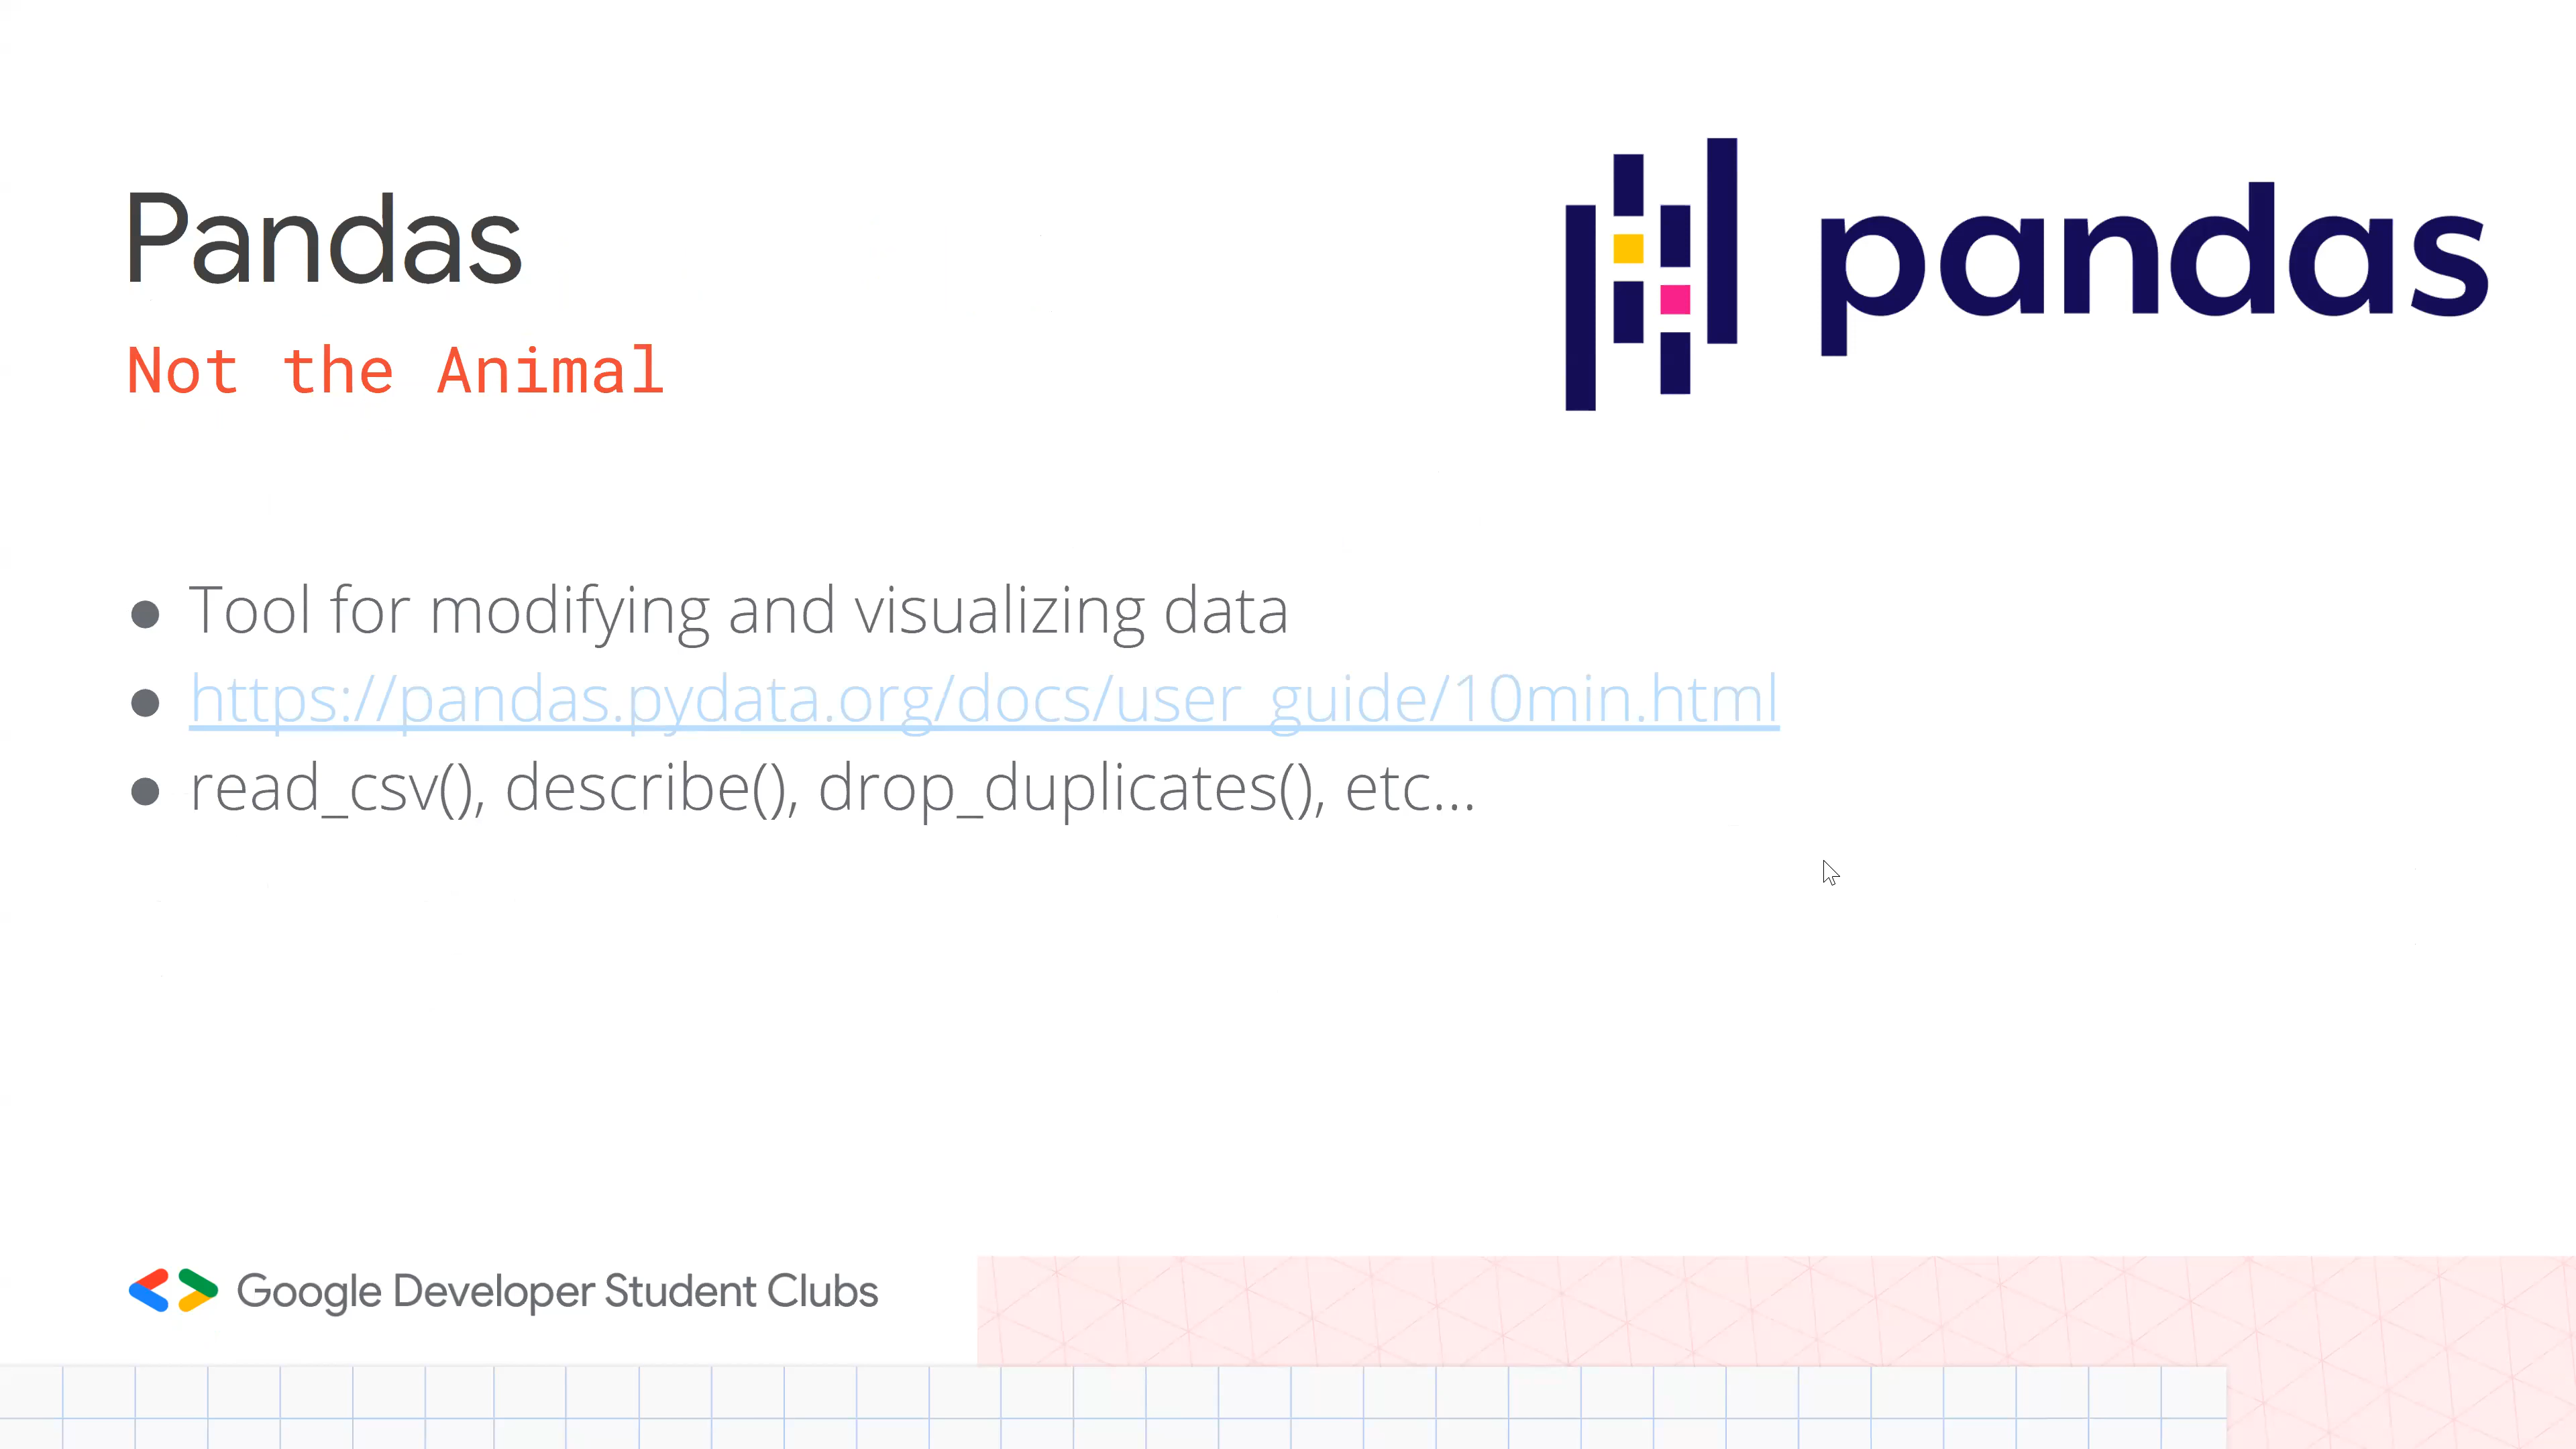 Pandas
Not the Animal
pandas
● Tool for modifying and visualizing data
● https://pandas.pydata.org/docs/user_guide/10min.html
● read_csv(), describe(), drop_duplicates(), etc...
Google Developer Student Clubs